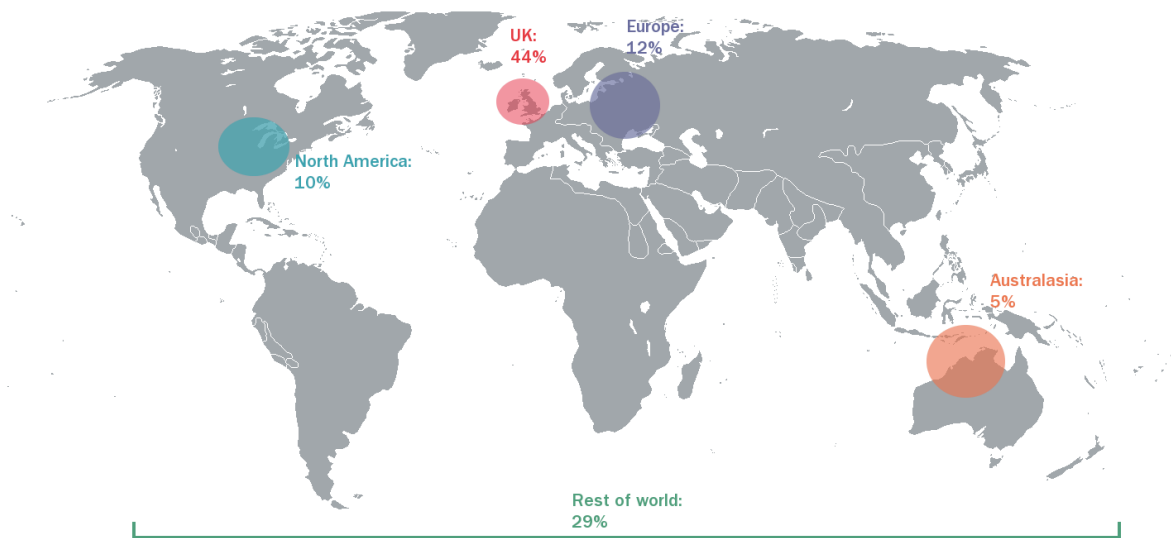 UK:
44%
Europe:
12%
North America:
10%
Australasia:
5%
Rest of world:
29%